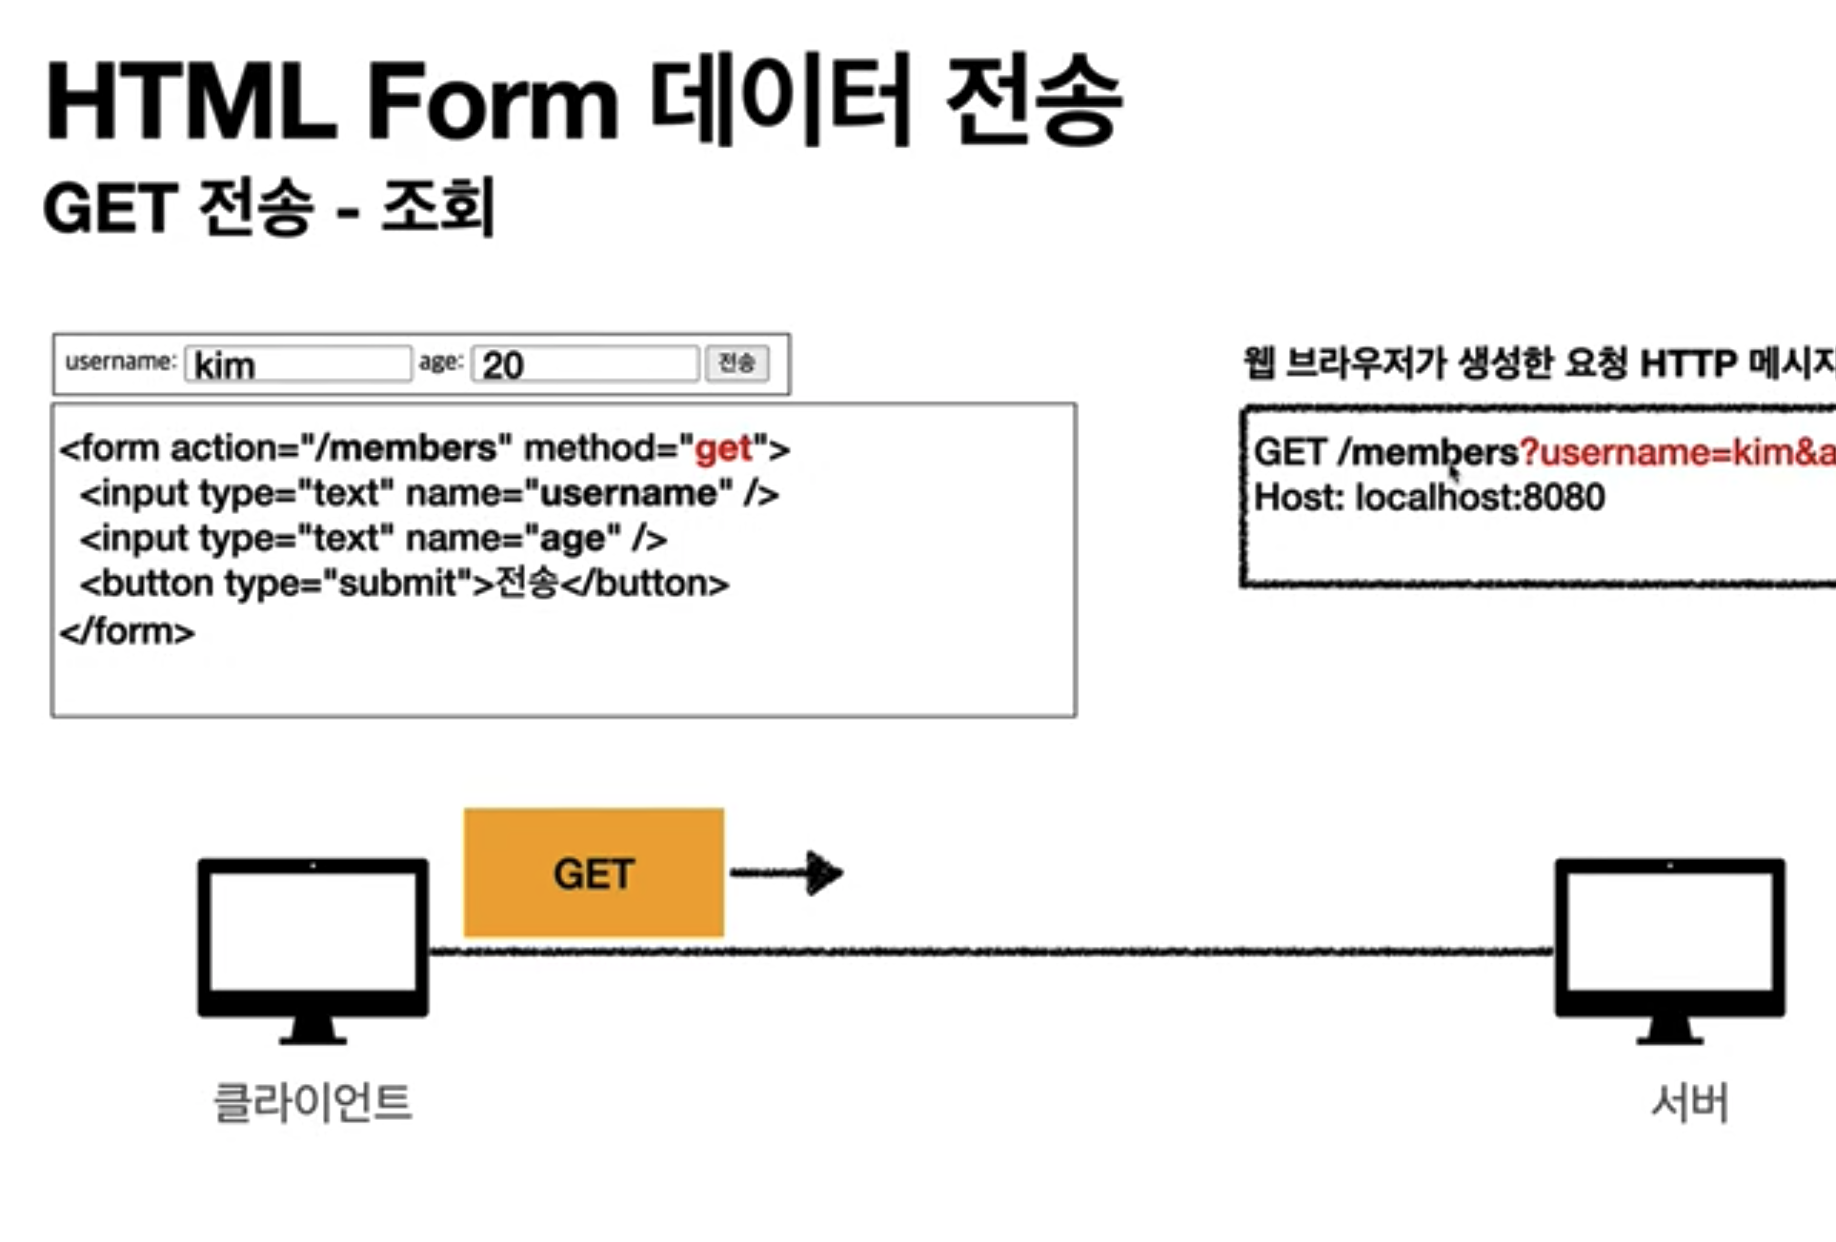 HTML Form 데이터 전송
GET 전송 - 조회
username: kim age: 20 전송
<form action="/members" method="get">
<input type="text" name="username" />
<input type="text" name="age" />
<button type="submit">전송</button>
</form>
웹 브라우저가 생성한 요청 HTTP 메시지
GET /members?username=kim&a
Host: localhost:8080
GET
클라이언트
서버